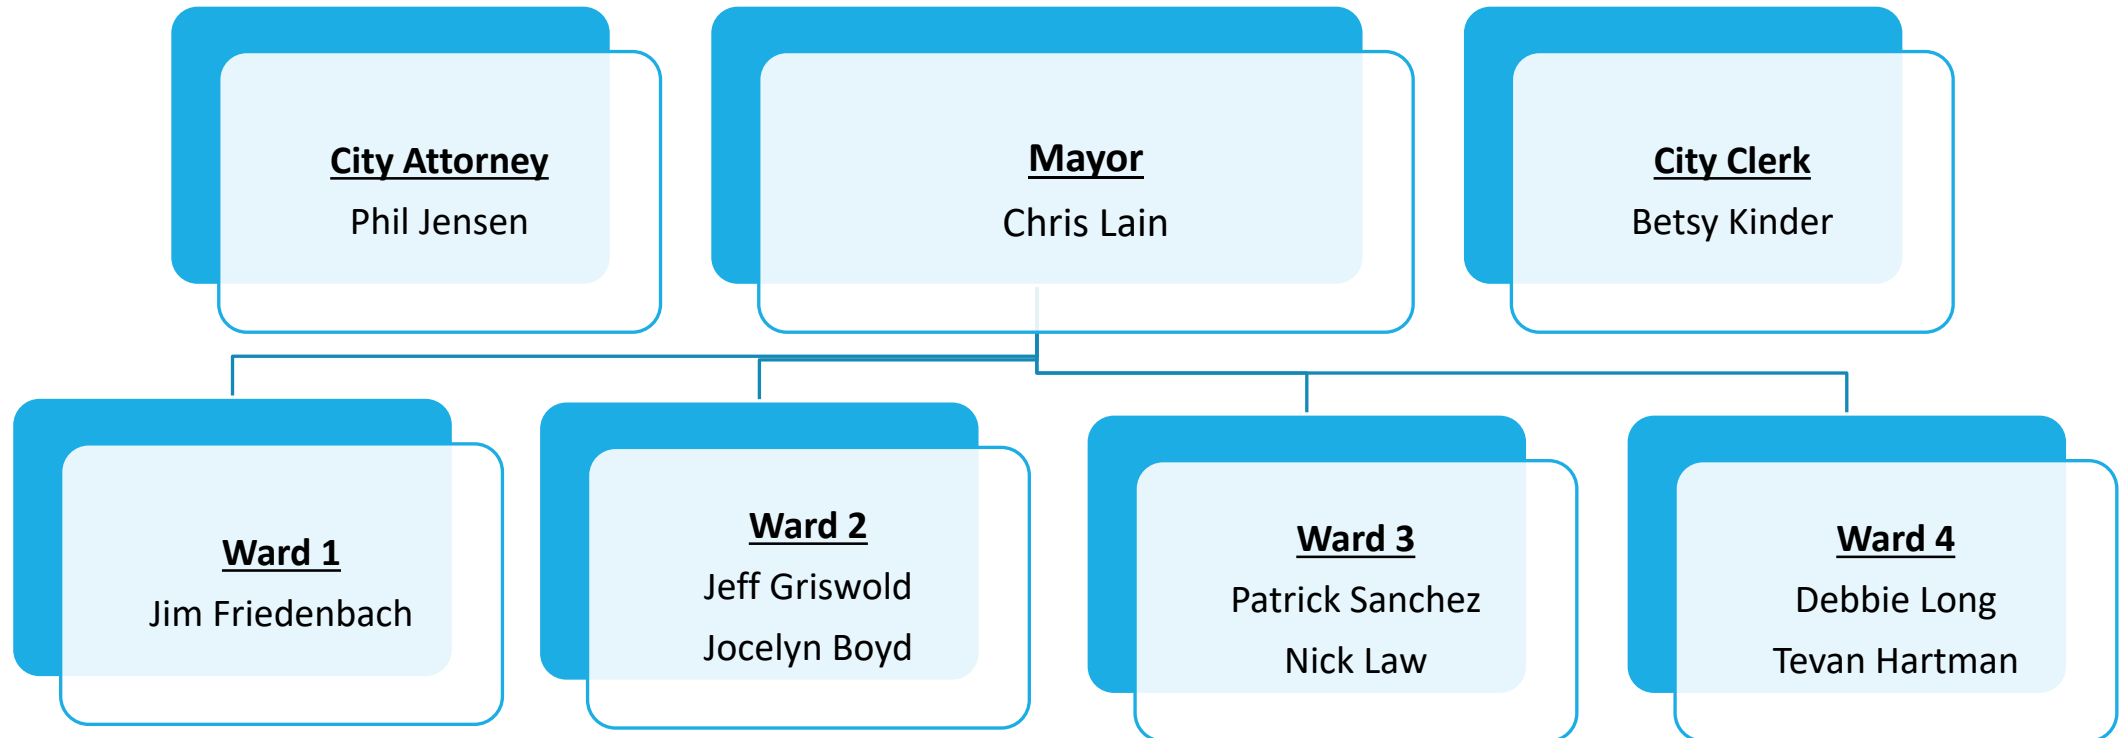 City Attorney
Phil Jensen
Mayor
Chris Lain
City Clerk
Betsy Kinder
Ward 1
Jim Friedenbach
Ward 2
Jeff Griswold
Jocelyn Boyd
Ward 3
Patrick Sanchez
Nick Law
Ward 4
Debbie Long
Tevan Hartman